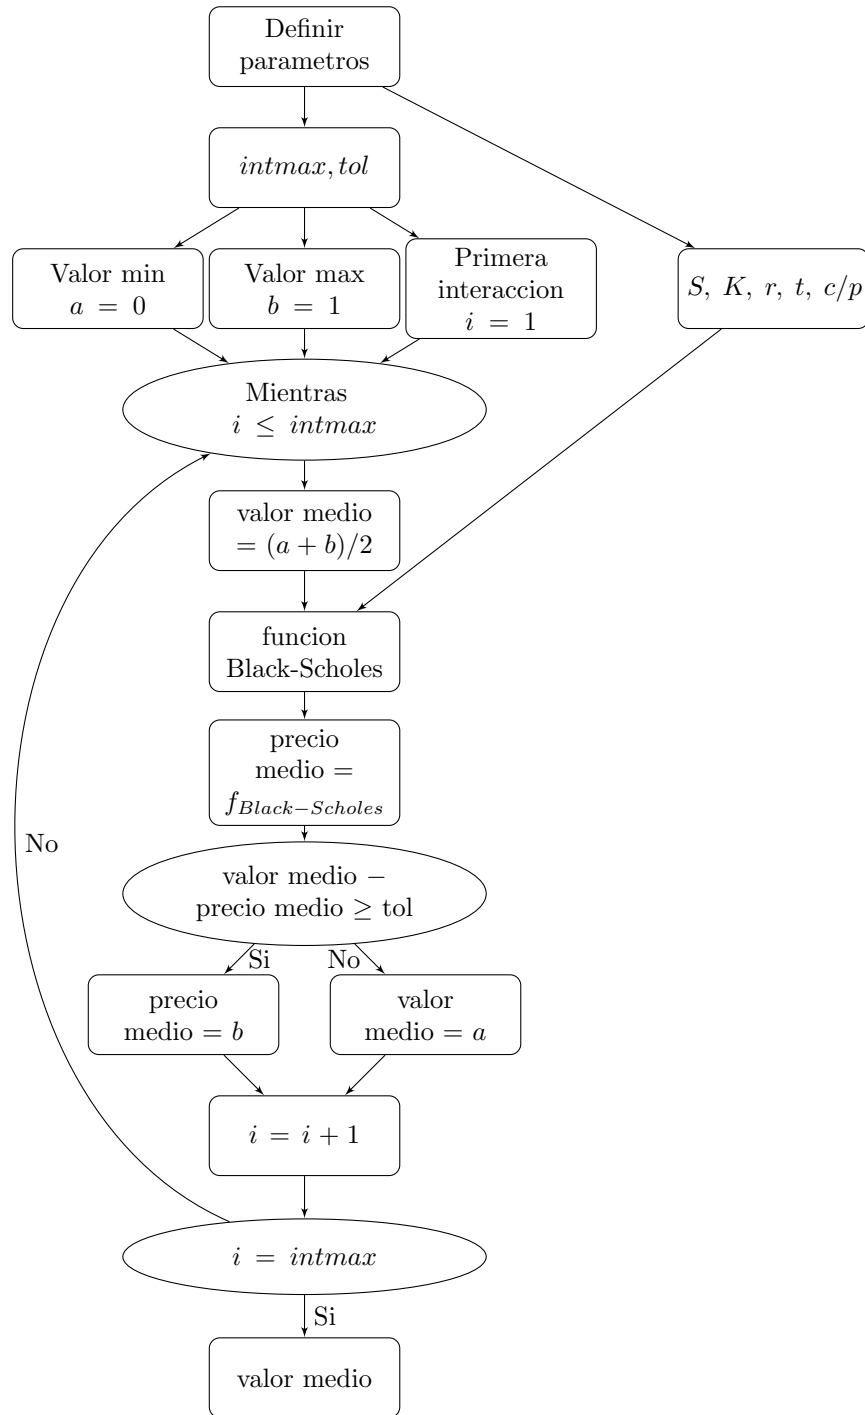 Definir
parametros
intmax, tol
Valor min
a = 0
Valor max
b = 1
Primera
interaccion
i = 1
S, K, r, t, c/p
Mientras
i ≤ intmax
valor medio
= (a + b)/2
funcion
Black-Scholes
precio
medio =
f_{Black−Scholes}
No
valor medio −
precio medio ≥ tol
Si
No
precio
medio = b
valor
medio = a
i = i + 1
i = intmax
Si
valor medio